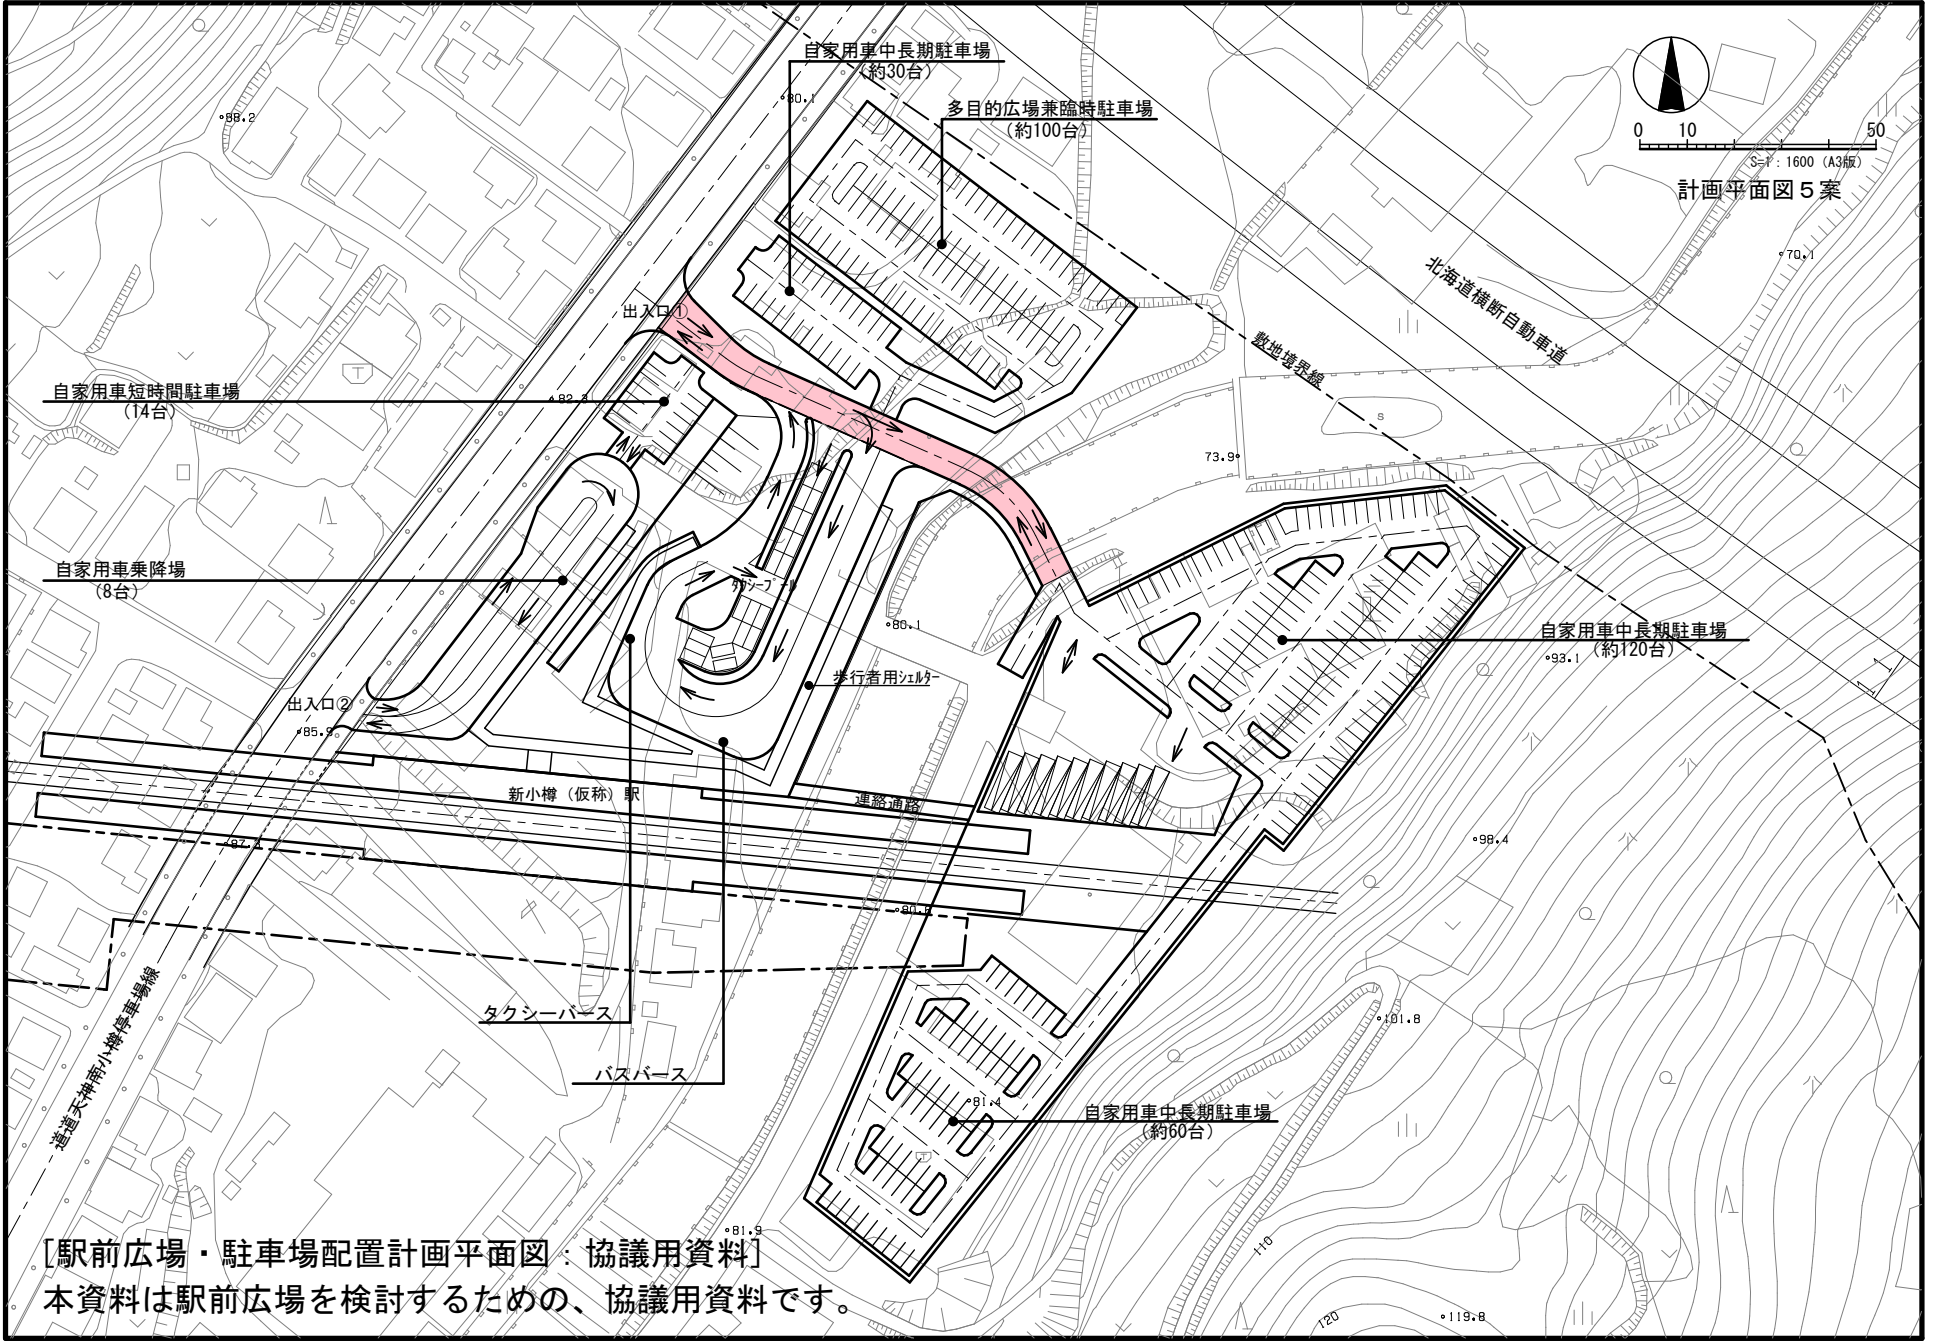 自家用車中長期駐車場
(約30台)
80.1
88.2
多目的広場兼臨時駐車場
(約100台)
0 10 50
S=1:1600 (A3版)
計画平面図5案
70.1
北海道横断自動車道
敷地境界線
出入口①
自家用車短時間駐車場
(14台)
82.3
S
73.9
自家用車乗降場
(8台)
タクシープール
80.1
自家用車中長期駐車場
(約120台)
93.1
歩行者用シェルター
出入口②
85.9
新小樽(仮称)駅
連絡通路
87.
98.4
80.6
道道天神南小樽停車場線
タクシーバース
101.8
バスバース
81.4
自家用車中長期駐車場
(約60台)
81.9
110
[駅前広場・駐車場配置計画平面図:協議用資料]
本資料は駅前広場を検討するための、協議用資料です。
120
119.8